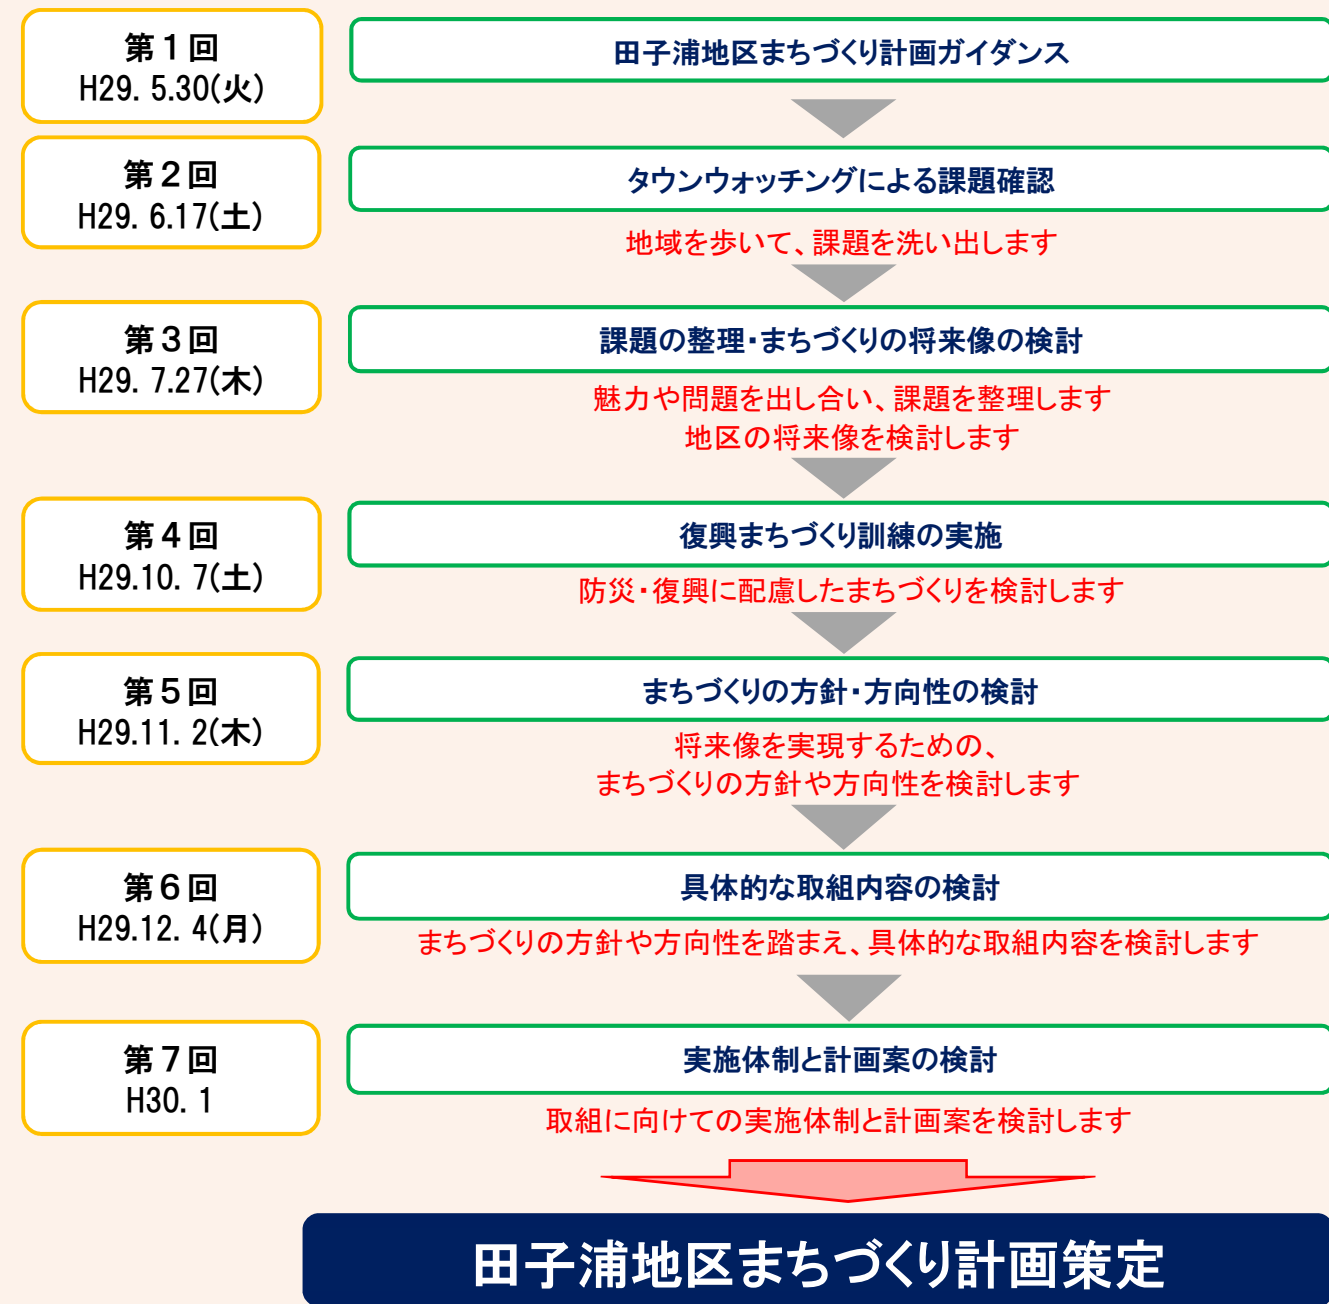 第１回
H29. 5.30(火)
田子浦地区まちづくり計画ガイダンス
第２回
H29. 6.17(土)
タウンウォッチングによる課題確認
地域を歩いて、課題を洗い出します
第３回
H29. 7.27(木)
課題の整理・まちづくりの将来像の検討
魅力や問題を出し合い、課題を整理します
地区の将来像を検討します
第４回
H29.10. 7(土)
復興まちづくり訓練の実施
防災・復興に配慮したまちづくりを検討します
第５回
H29.11. 2(木)
まちづくりの方針・方向性の検討
将来像を実現するための、
まちづくりの方針や方向性を検討します
第６回
H29.12. 4(月)
具体的な取組内容の検討
まちづくりの方針や方向性を踏まえ、具体的な取組内容を検討します
第７回
H30. 1
実施体制と計画案の検討
取組に向けての実施体制と計画案を検討します
田子浦地区まちづくり計画策定